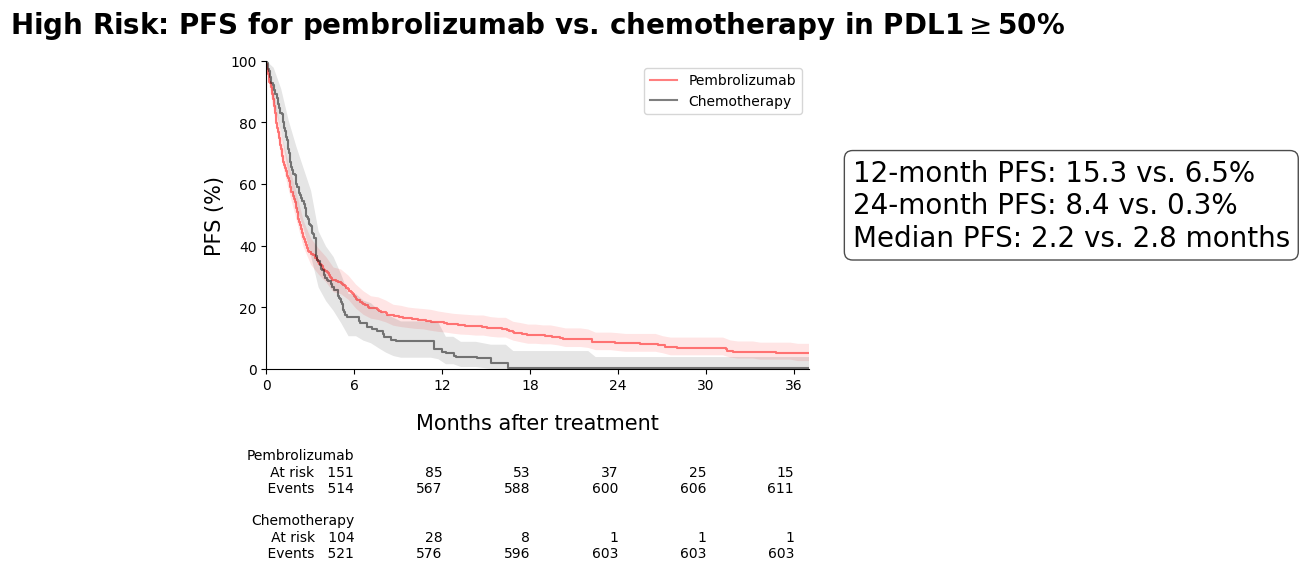 High Risk: PFS for pembrolizumab vs. chemotherapy in PDL1 ≥ 50%
Pembrolizumab
Chemotherapy
100
80
60
40
20
0
PFS (%)
0 6 12 18 24 30 36
Months after treatment
12-month PFS: 15.3 vs. 6.5%
24-month PFS: 8.4 vs. 0.3%
Median PFS: 2.2 vs. 2.8 months
Pembrolizumab
At risk 151 85 53 37 25 15
Events 514 567 588 600 606 611
Chemotherapy
At risk 104 28 8 1 1 1
Events 521 576 596 603 603 603